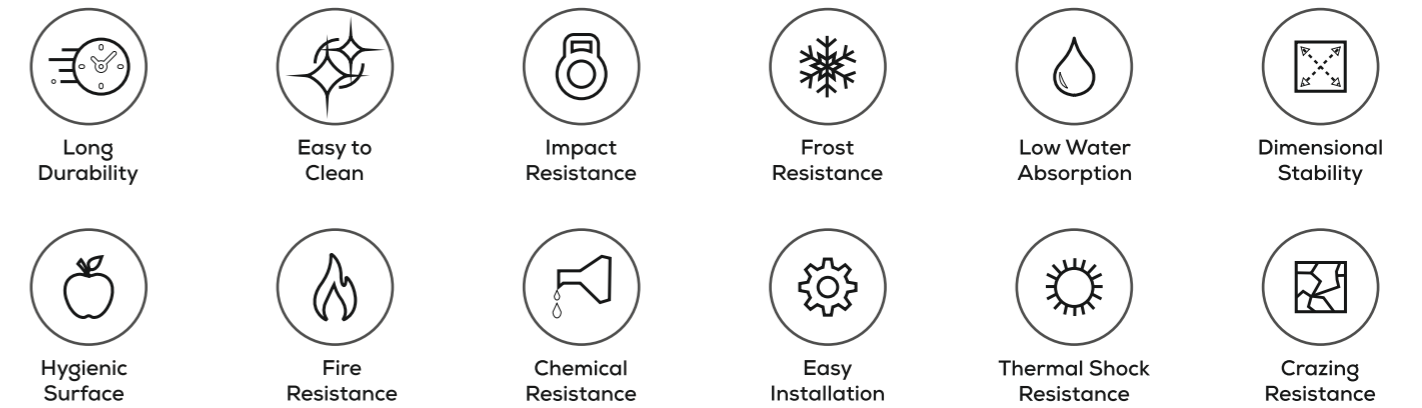 Long
Durability
Easy to
Clean
Impact
Resistance
Frost
Resistance
Low Water
Absorption
Dimensional
Stability
Hygienic
Surface
Fire
Resistance
Chemical
Resistance
Easy
Installation
Thermal Shock
Resistance
Crazing
Resistance